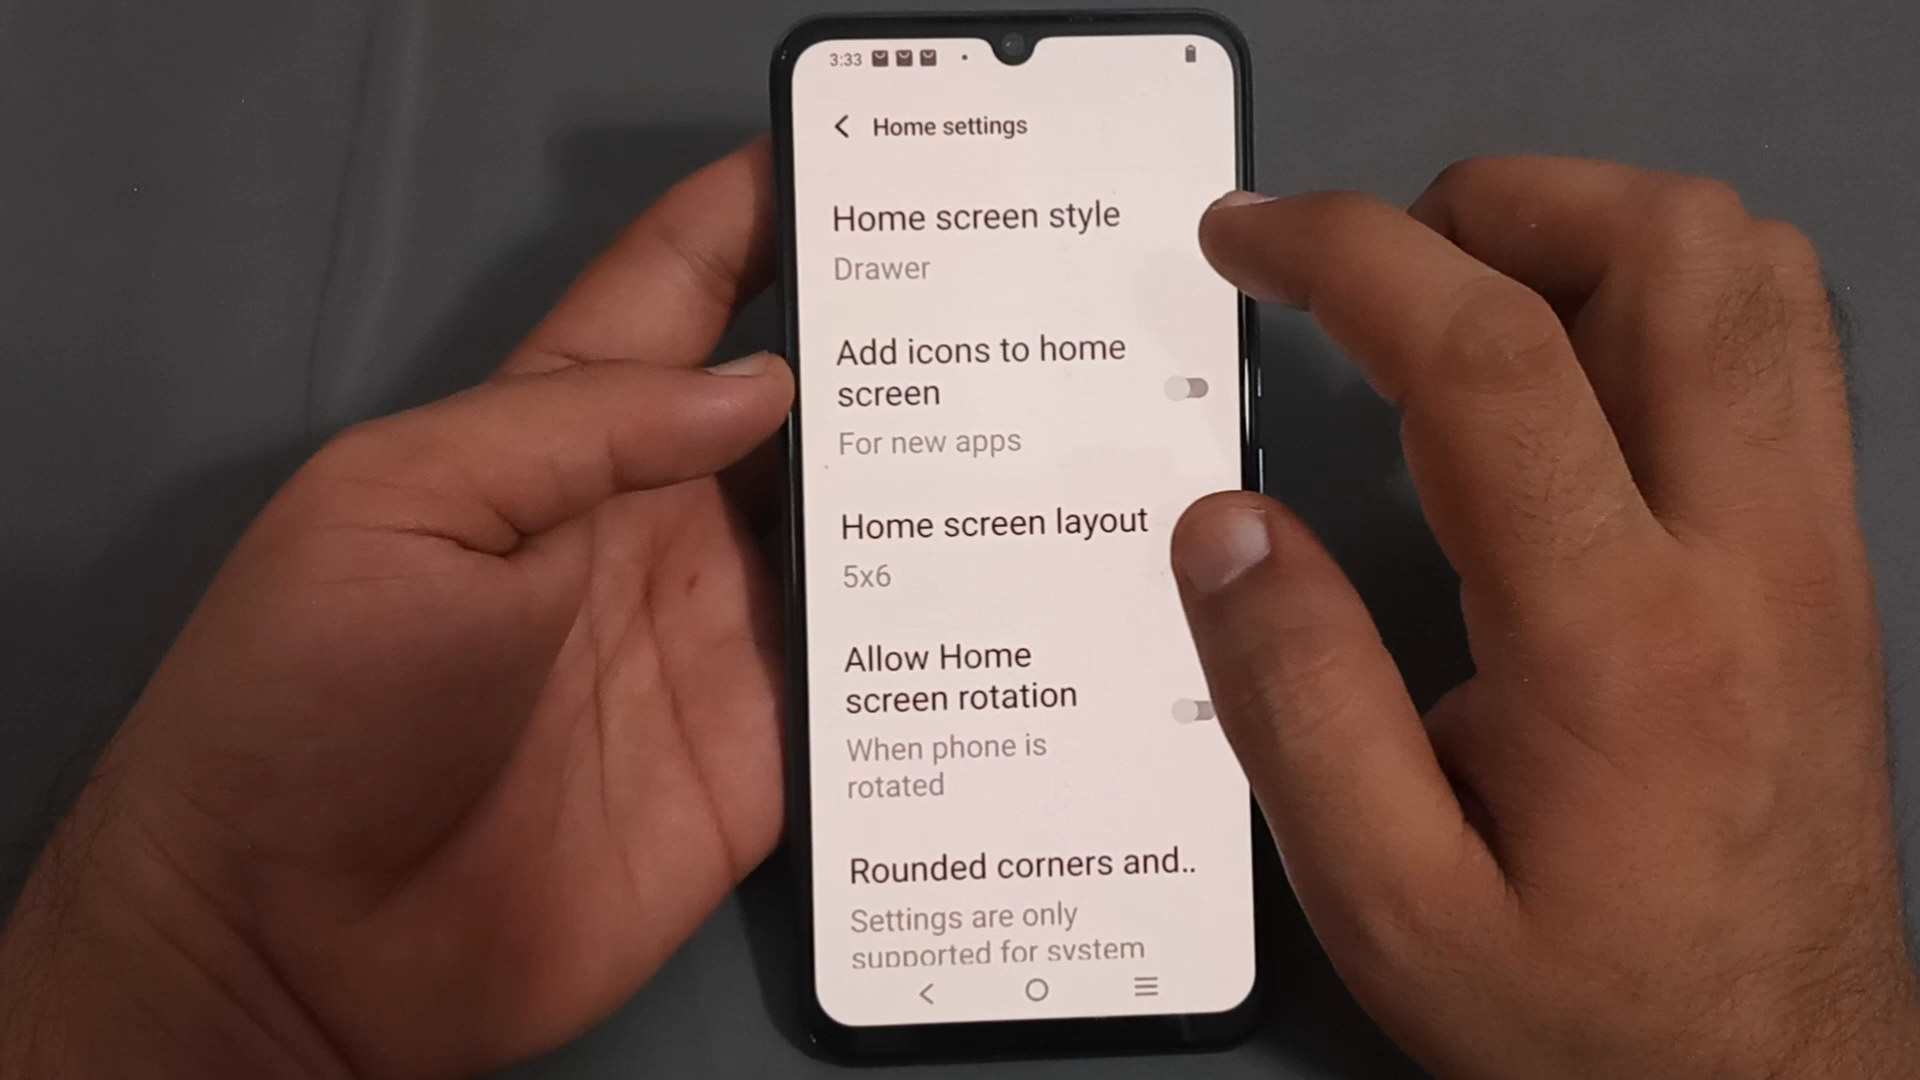 3:33
Home settings
Home screen style
Drawer
Add icons to home
screen
For new apps
Home screen layout
5x6
Allow Home
screen rotation
When phone is
rotated
Rounded corners and..
Settings are only
supported for system